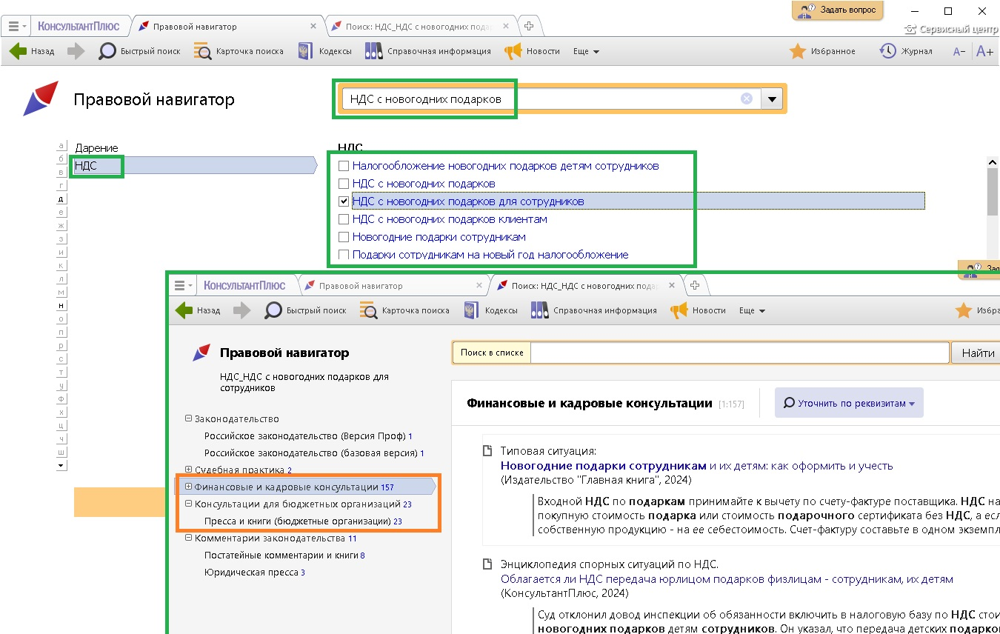 Задать вопрос
КонсультантПлюс
Правовой навигатор
Поиск: НДС_НДС с новогодних пода
Сервисный центр
Назад
Быстрый поиск
Карточка поиска
Кодексы
Справочная информация
Новости
Еще
Избранное
Журнал
А-
А+
Правовой навигатор
НДС с новогодних подарков
а
б
в
г
д
е
ж
з
и
к
л
м
н
о
п
р
с
т
у
ф
х
ц
ч
ш
Дарение
НДС
НДС
Налогообложение новогодних подарков детям сотрудников
НДС с новогодних подарков
НДС с новогодних подарков для сотрудников
НДС с новогодних подарков клиентам
Новогодние подарки сотрудникам
Подарки сотрудникам на новый год налогообложение
Зад
КонсультантПлюс
Правовой навигатор
Поиск: НДС_НДС с новогодних пода
Назад
Быстрый поиск
Карточка поиска
Кодексы
Справочная информация
Новости
Еще
Избра
Правовой навигатор
НДС_НДС с новогодних подарков для
сотрудников
Законодательство
Российское законодательство (Версия Проф) 1
Российское законодательство (базовая версия) 1
Судебная практика 2
Финансовые и кадровые консультации 157
Консультации для бюджетных организаций 23
Пресса и книги (бюджетные организации) 23
Комментарии законодательства 11
Постатейные комментарии и книги 8
Юридическая пресса 3
Поиск в списке
Найти
Финансовые и кадровые консультации [1:157]
Уточнить по реквизитам
Типовая ситуация:
Новогодние подарки сотрудникам и их детям: как оформить и учесть
(Издательство "Главная книга", 2024)
Входной НДС по подаркам принимайте к вычету по счету-фактуре поставщика. НДС на
покупную стоимость подарка или стоимость подарочного сертификата без НДС, а есл
собственную продукцию - на ее себестоимость. Счет-фактуру составьте в одном экземпл
Энциклопедия спорных ситуаций по НДС.
Облагается ли НДС передача юрлицом подарков физлицам - сотрудникам, их детям
(КонсультантПлюс, 2024)
Суд отклонил довод инспекции об обязанности включить в налоговую базу по НДС стои
новогодних подарков детям сотрудников. Он указал, что передача детских подарко